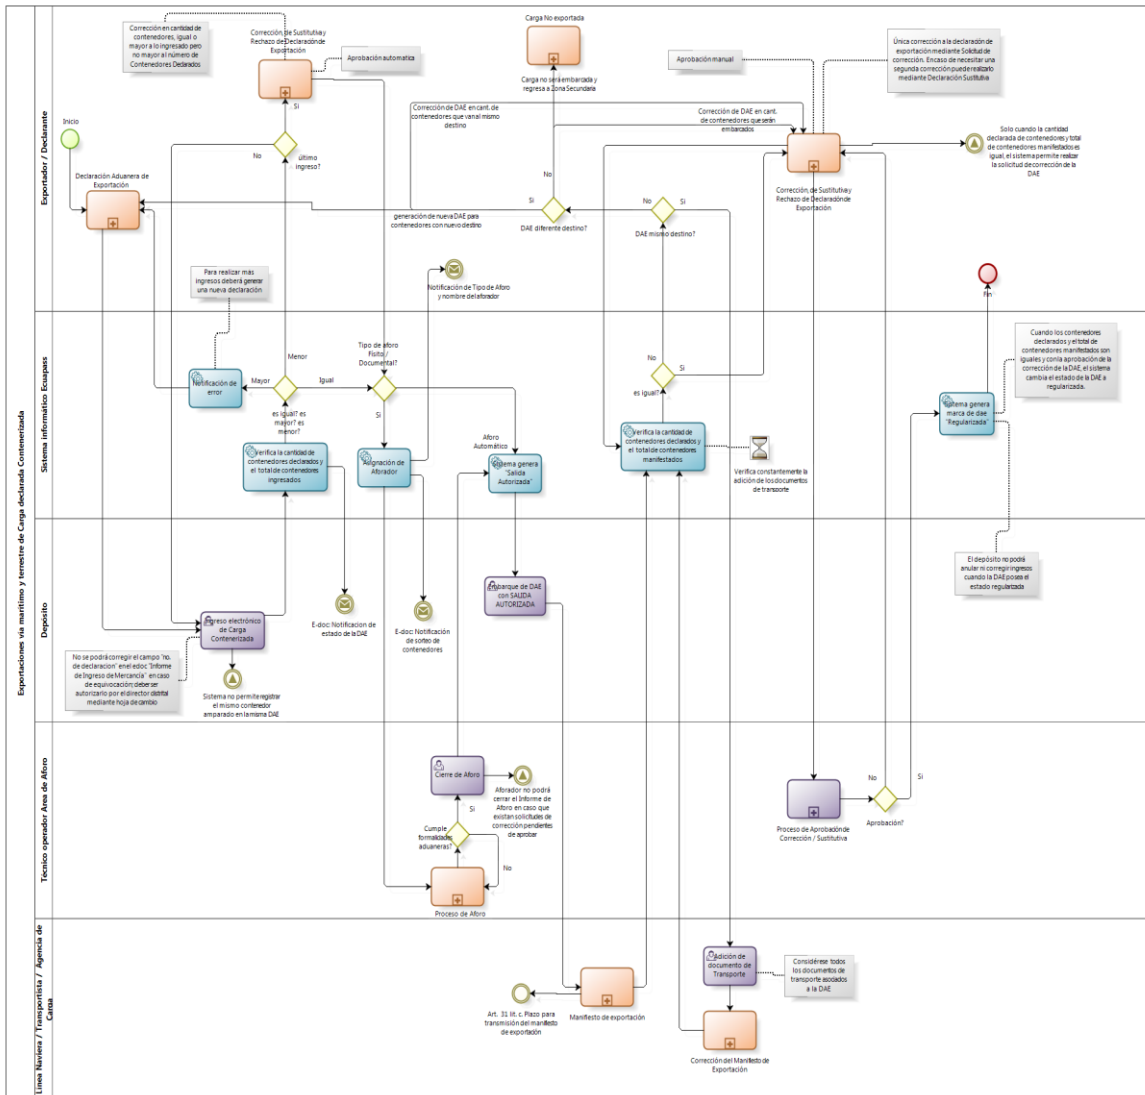 Exportaciones via marítimo y terrestre de Carga declarada Contenerizada
Exportador / Declarante
Corrección en cantidad de
contenedores, igual o
mayor a lo ingresado pero
no mayor al número de
Contenedores Declarados
Corrección, de Sustitutiva y
Rechazo de Declaración de
Exportación
Aprobación automatica
Si
último
ingreso?
No
Inicio
Declaración Aduanera de
Exportación
Carga No exportada
Carga no será embarcada y
regresa a Zona Secundaria
Corrección de DAE en cant. de
contenedores que van al mismo
destino
Corrección de DAE en cant.
de contenedores que serán
embarcados
No
Si
DAE diferente destino?
generación de nueva DAE para
contenedores con nuevo destino
No
Si
DAE mismo destino?
Aprobación manual
Única corrección a la declaración de
exportación mediante Solicitud de
corrección. En caso de necesitar una
segunda corrección puede realizarlo
mediante Declaración Sustitutiva
Corrección, de Sustitutiva y
Rechazo de Declaración de
Exportación
Solo cuando la cantidad
declarada de contenedores y total
de contenedores manifestados es
igual, el sistema permite realizar
la solicitud de corrección de la
DAE
Para realizar más
ingresos deberá generar
una nueva declaración
Notificación de Tipo de Aforo
y nombre del aforador
Fin
Sistema informático Ecuapass
Notificación de
error
Mayor
Menor
Igual
es igual? es
mayor? es
menor?
Verifica la cantidad de
contenedores declarados y
el total de contenedores
ingresados
Tipo de aforo
Físito /
Documental?
Si
Asignación de
Aforador
Aforo
Automático
Sistema genera
"Salida
Autorizada"
No
Si
es igual?
Verifica la cantidad de
contenedores declarados y
el total de contenedores
manifestados
Verifica constantemente la
adición de los documentos
de transporte
Sistema genera
marca de dae
"Regularizada"
Cuando los contenedores
declarados y el total de
contenedores manifestados son
iguales y con la aprobación de la
corrección de la DAE, el sistema
cambia el estado de la DAE a
regularizada.
Depósito
Ingreso electrónico
de Carga
Contenerizada
No se podrá corregir el campo "no.
de declaracion" en el edoc "Informe
de Ingreso de Mercancía" en caso
de equivocación; deber ser
autorizarlo por el director distrital
mediante hoja de cambio
Sistema no permite registrar
el mismo contenedor
amparado en la misma DAE
E-doc: Notificacion de
estado de la DAE
E-doc: Notificación
de sorteo de
contenedores
Embarque de DAE
con SALIDA
AUTORIZADA
El depósito no podrá
anular ni corregir ingresos
cuando la DAE posea el
estado regularizada
Técnico operador Area de Aforo
Cierre de Aforo
Aforador no podrá
cerrar el Informe de
Aforo en caso que
existan solicitudes de
corrección pendientes
de aprobar
Si
Cumple
formalidades
aduaneras?
No
Proceso de Aforo
Proceso de Aprobación de
Corrección / Sustitutiva
No
Si
Aprobación?
Linea Naviera / Transportista / Agencia de
Carga
Art. 31 lit. c. Plazo para
transmisión del manifiesto
de exportación
Manifiesto de exportación
Adición de
documento de
Transporte
Considérese todos
los documentos de
transporte asociados
a la DAE
Corrección del Manifiesto de
Exportación